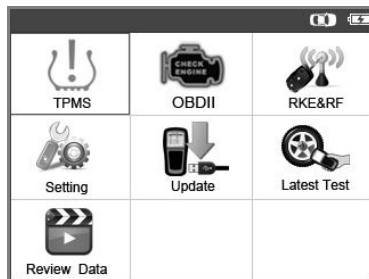 TPMS
CHECK
ENGINE
OBDII
RKE&RF
Setting
Update
Latest Test
Review Data